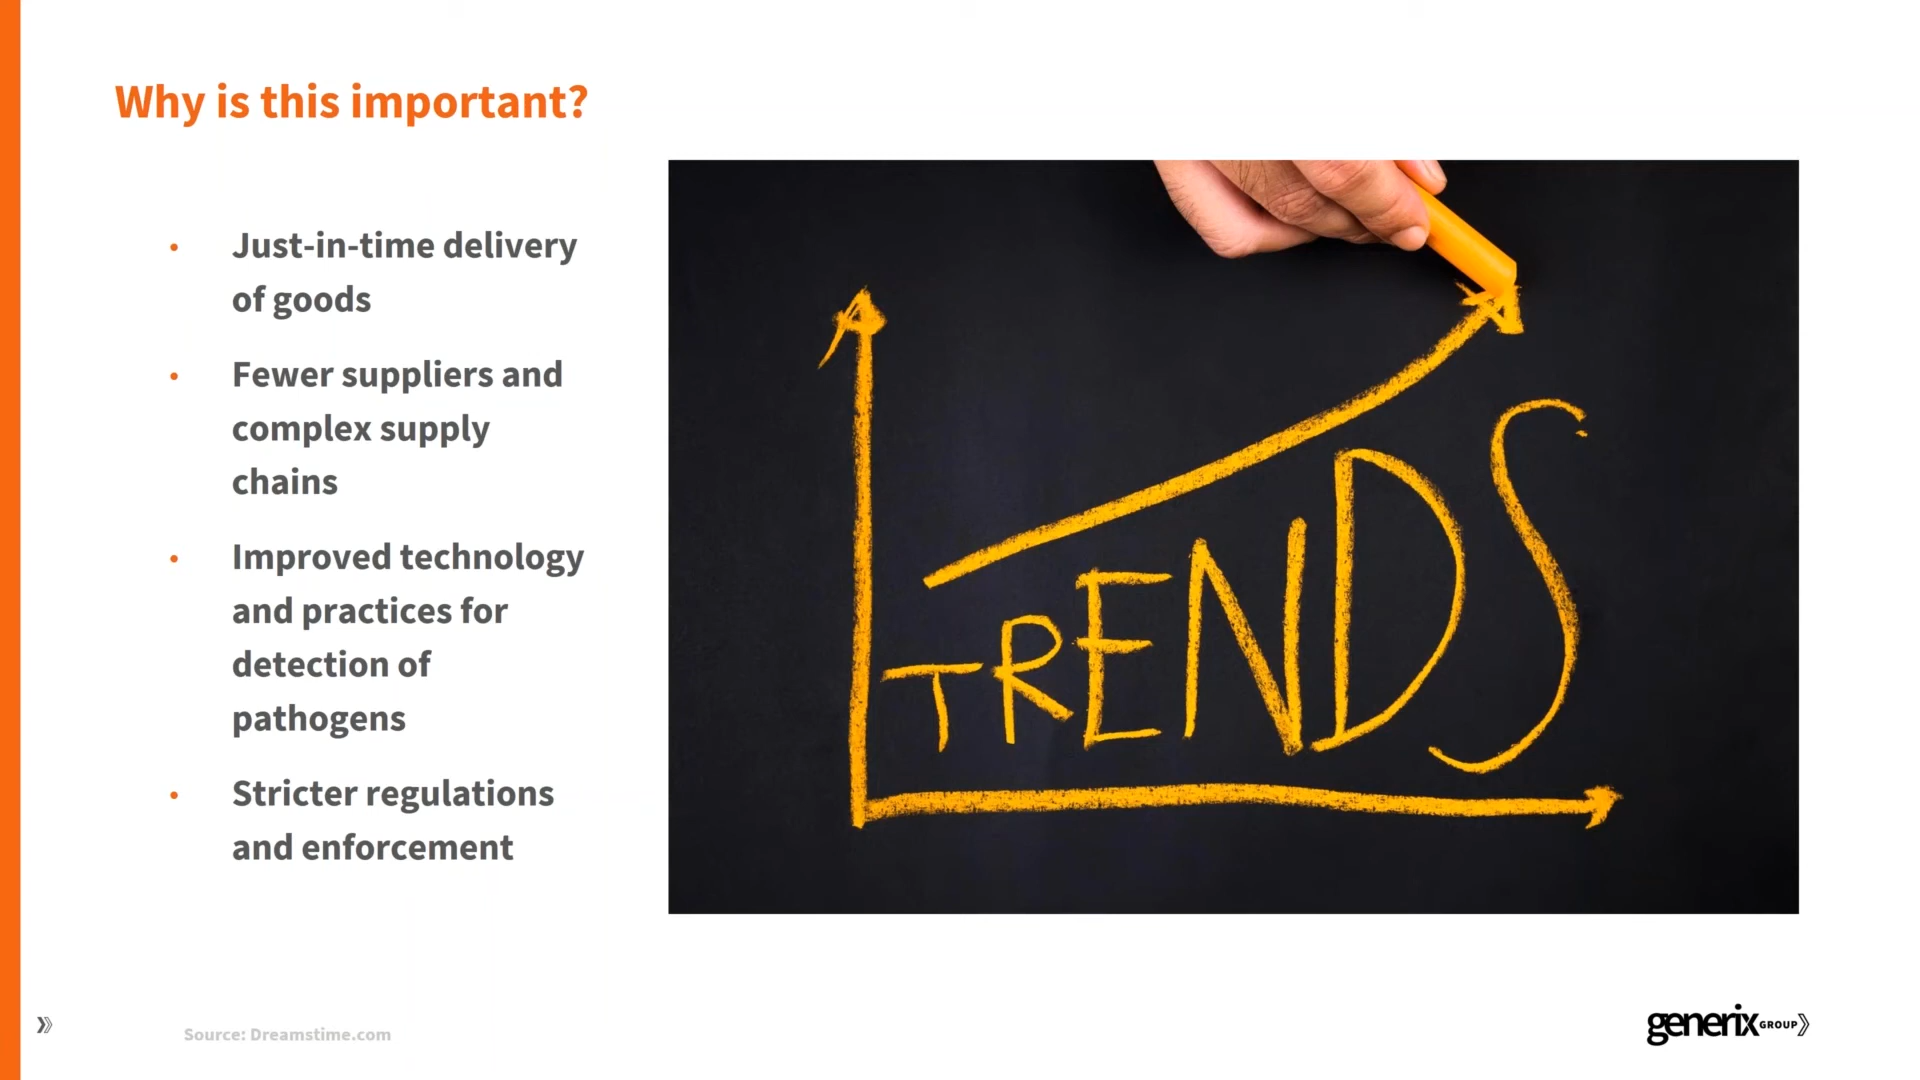 Why is this important?
• Just-in-time delivery
of goods
• Fewer suppliers and
complex supply
chains
• Improved technology
and practices for
detection of
pathogens
• Stricter regulations
and enforcement
TRENDS
Source: Dreamstime.com
generix GROUP